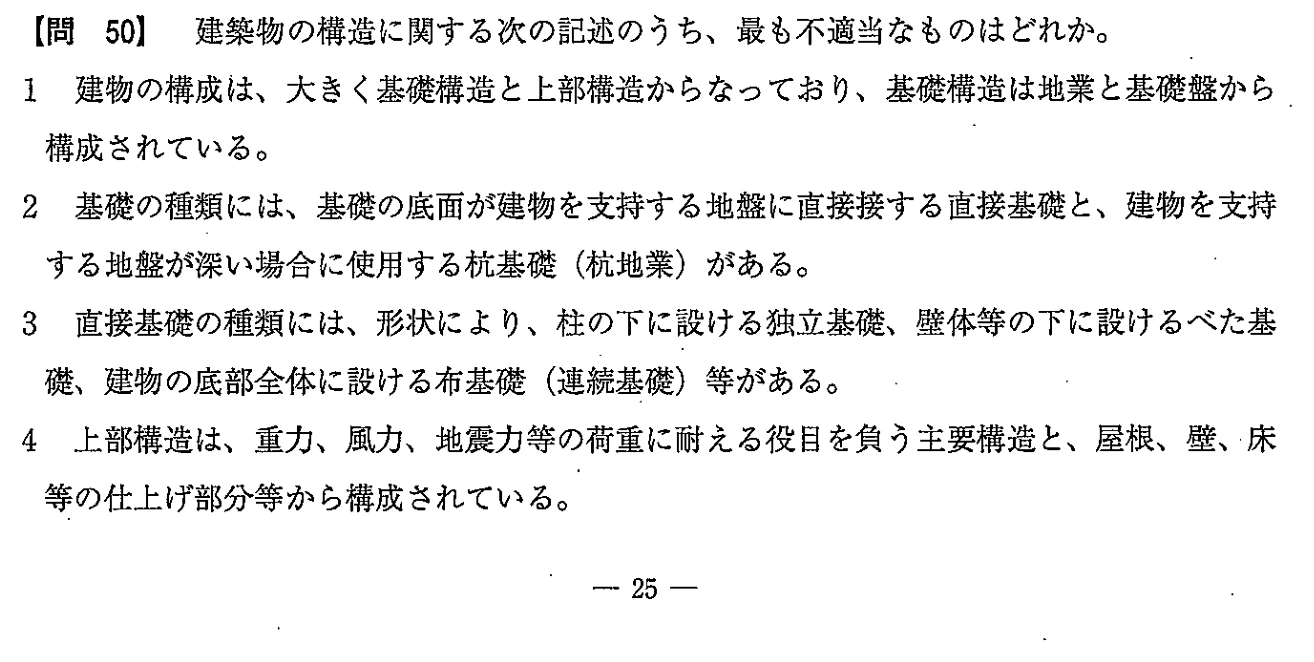 【問　50】　建築物の構造に関する次の記述のうち、最も不適当なものはどれか。
1　建物の構成は、大きく基礎構造と上部構造からなっており、基礎構造は地業と基礎盤から
構成されている。
2　基礎の種類には、基礎の底面が建物を支持する地盤に直接接する直接基礎と、建物を支持
する地盤が深い場合に使用する杭基礎（杭地業）がある。
3　直接基礎の種類には、形状により、柱の下に設ける独立基礎、壁体等の下に設けるべた基
礎、建物の底部全体に設ける布基礎（連続基礎）等がある。
4　上部構造は、重力、風力、地震力等の荷重に耐える役目を負う主要構造と、屋根、壁、床
等の仕上げ部分等から構成されている。
― 25 ―